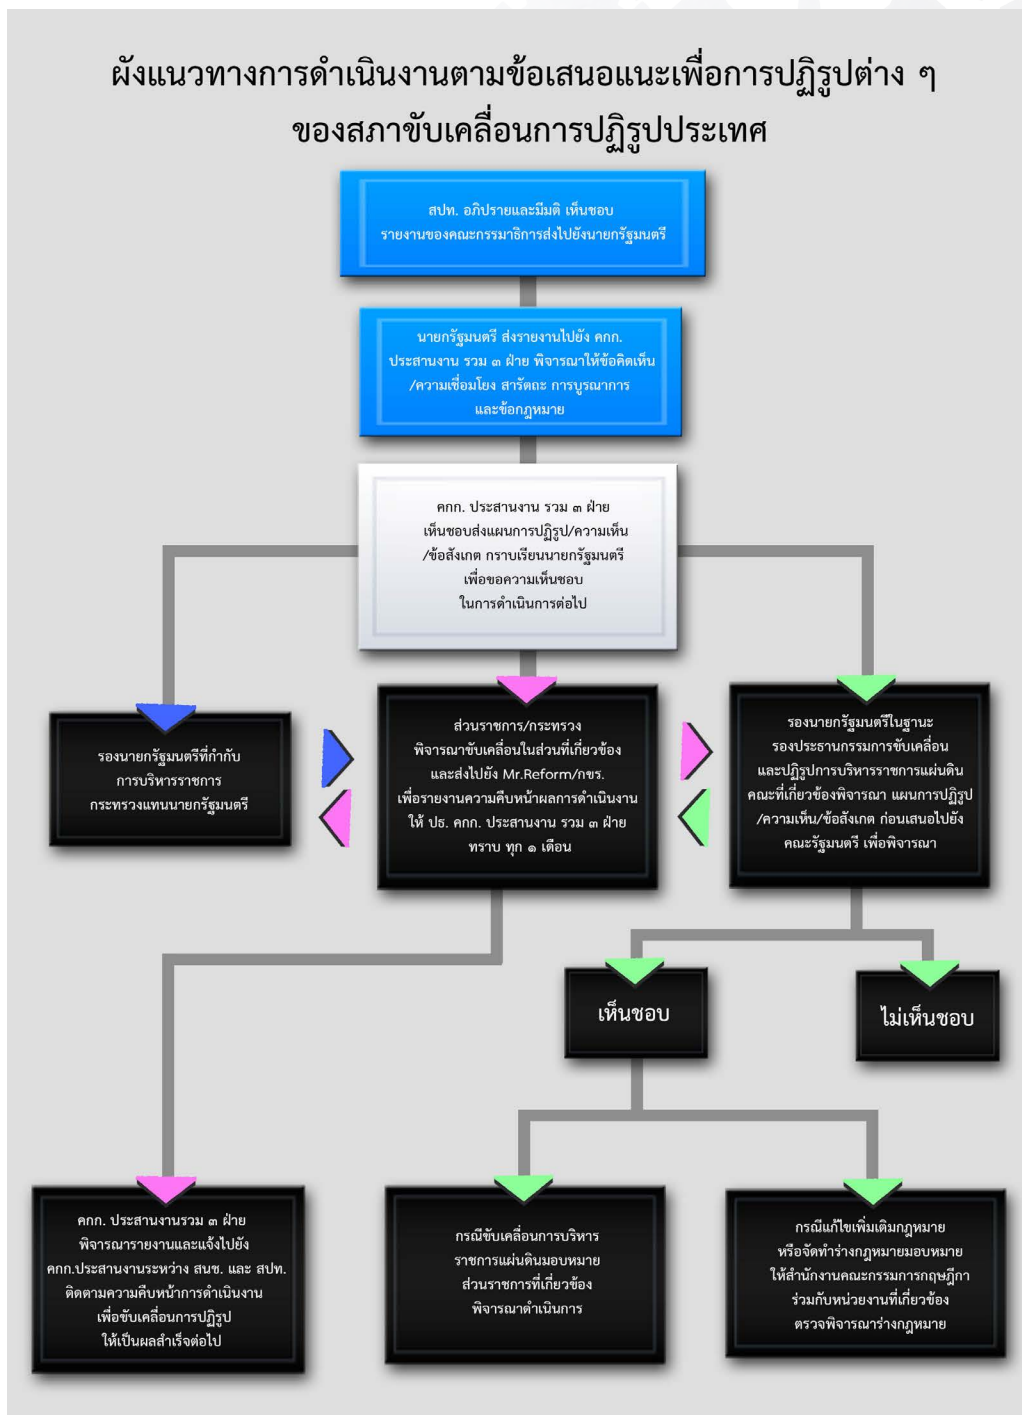 ผังแนวทางการดำเนินงานตามข้อเสนอแนะเพื่อการปฏิรูปต่าง ๆ
ของสภาขับเคลื่อนการปฏิรูปประเทศ
สปท. อภิปรายและมีมติ เห็นชอบ
รายงานของคณะกรรมาธิการส่งไปยังนายกรัฐมนตรี
นายกรัฐมนตรี ส่งรายงานไปยัง คกก.
ประสานงาน รวม ๓ ฝ่าย พิจารณาให้ข้อคิดเห็น
/ความเชื่อมโยง สารัตถะ การบูรณาการ
และข้อกฎหมาย
คกก. ประสานงาน รวม ๓ ฝ่าย
เห็นชอบส่งแผนการปฏิรูป/ความเห็น
/ข้อสังเกต กราบเรียนนายกรัฐมนตรี
เพื่อขอความเห็นชอบ
ในการดำเนินการต่อไป
รองนายกรัฐมนตรีที่กำกับ
การบริหารราชการ
กระทรวงแทนนายกรัฐมนตรี
ส่วนราชการ/กระทรวง
พิจารณาขับเคลื่อนในส่วนที่เกี่ยวข้อง
และส่งไปยัง Mr.Reform/กขร.
เพื่อรายงานความคืบหน้าผลการดำเนินงาน
ให้ ปธ. คกก. ประสานงาน รวม ๓ ฝ่าย
ทราบ ทุก ๑ เดือน
รองนายกรัฐมนตรีในฐานะ
รองประธานกรรมการขับเคลื่อน
และปฏิรูปการบริหารราชการแผ่นดิน
คณะที่เกี่ยวข้องพิจารณา แผนการปฏิรูป
/ความเห็น/ข้อสังเกต ก่อนเสนอไปยัง
คณะรัฐมนตรี เพื่อพิจารณา
เห็นชอบ
ไม่เห็นชอบ
คกก. ประสานงานรวม ๓ ฝ่าย
พิจารณารายงานและแจ้งไปยัง
คกก.ประสานงานระหว่าง สนช. และ สปท.
ติดตามความคืบหน้าการดำเนินงาน
เพื่อขับเคลื่อนการปฏิรูป
ให้เป็นผลสำเร็จต่อไป
กรณีขับเคลื่อนการบริหาร
ราชการแผ่นดินมอบหมาย
ส่วนราชการที่เกี่ยวข้อง
พิจารณาดำเนินการ
กรณีแก้ไขเพิ่มเติมกฎหมาย
หรือจัดทำร่างกฎหมายมอบหมาย
ให้สำนักงานคณะกรรมการกฤษฎีกา
ร่วมกับหน่วยงานที่เกี่ยวข้อง
ตรวจพิจารณาร่างกฎหมาย